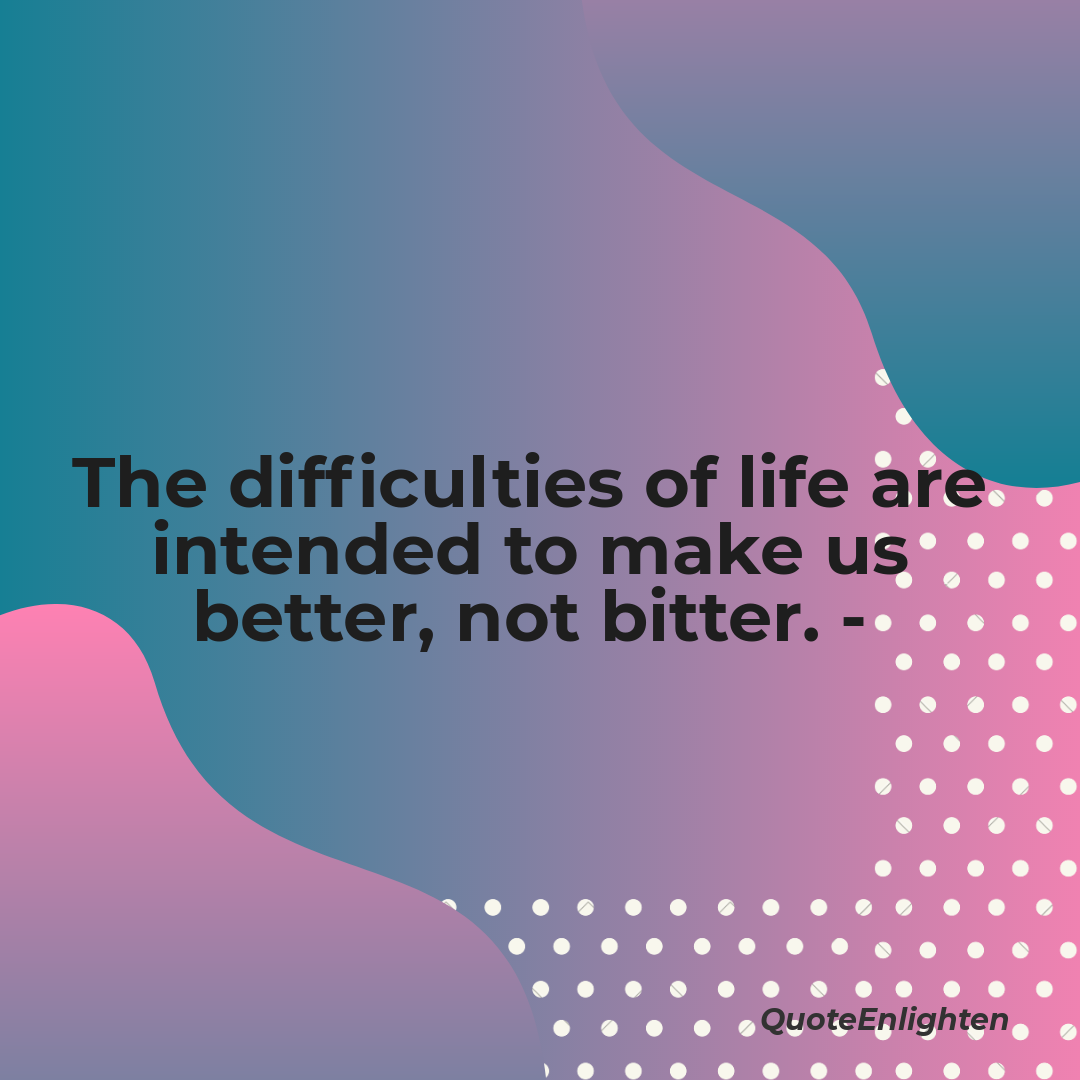 The difficulties of life are
intended to make us
better, not bitter. -
QuoteEnlighten